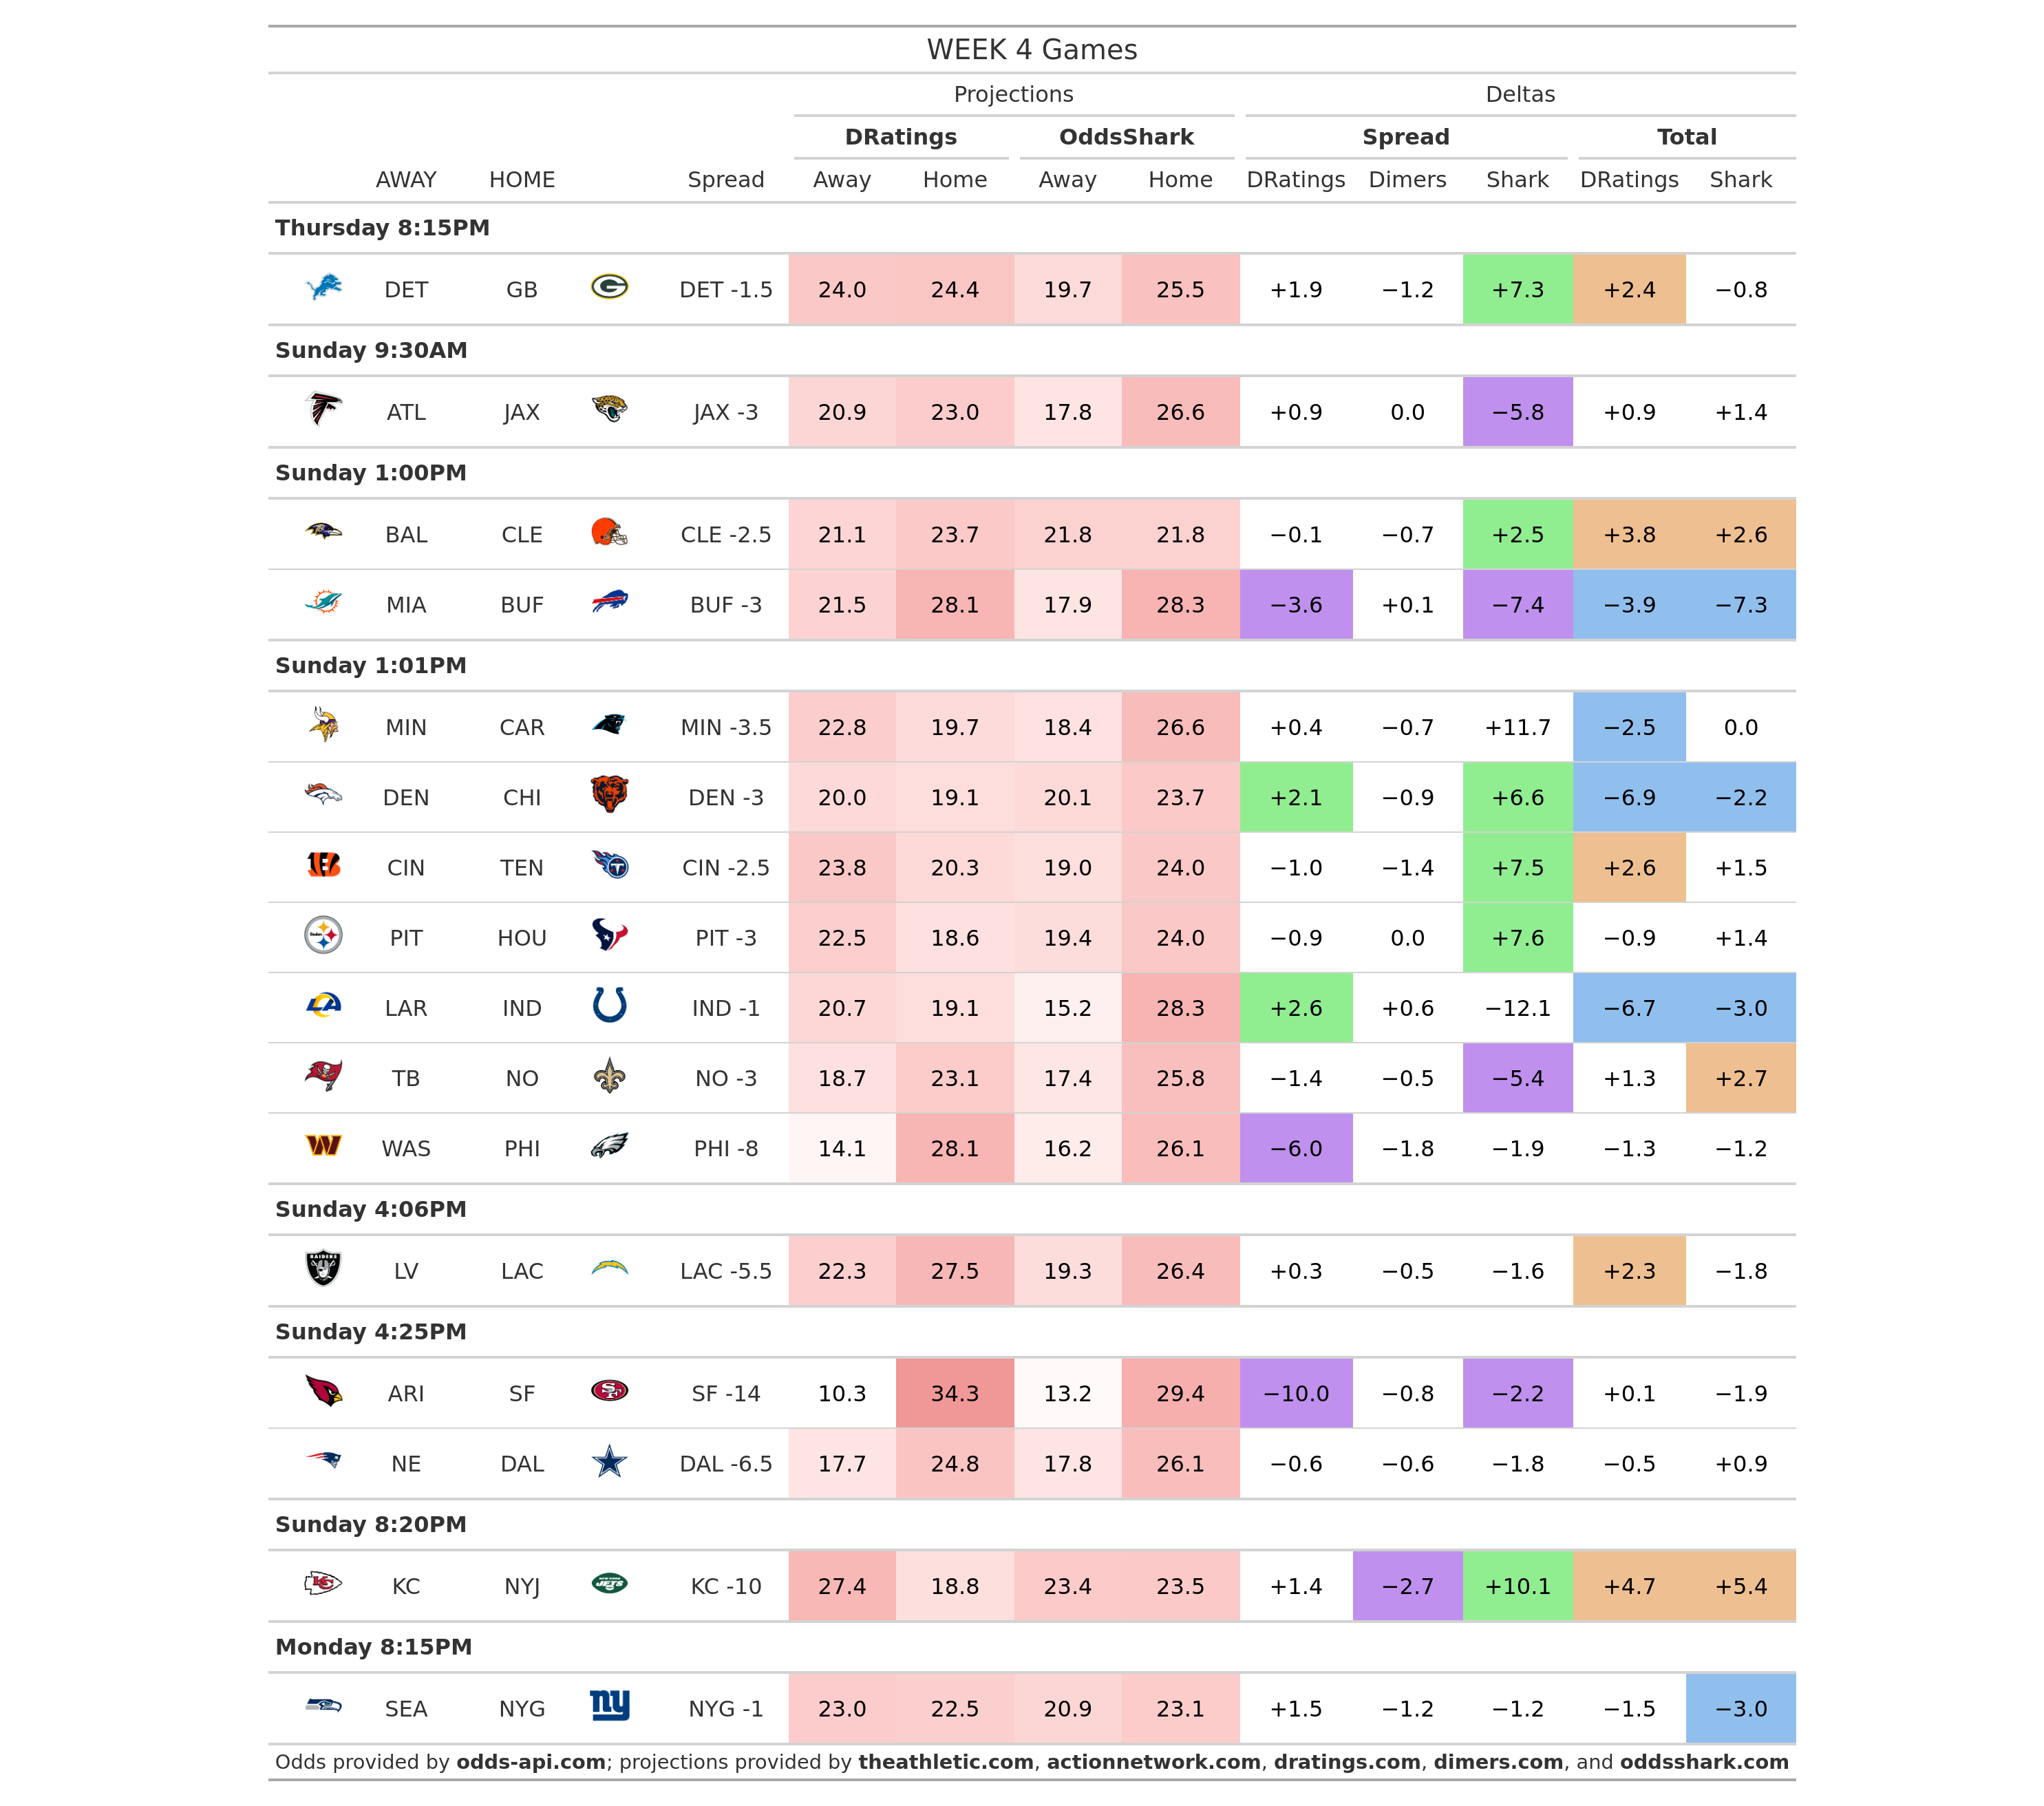 WEEK 4 Games
Projections Deltas
DRatings OddsShark Spread Total
AWAY HOME Spread Away Home Away Home DRatings Dimers Shark DRatings Shark
Thursday 8:15PM
DET GB DET -1.5 24.0 24.4 19.7 25.5 +1.9 −1.2 +7.3 +2.4 −0.8
Sunday 9:30AM
ATL JAX JAX -3 20.9 23.0 17.8 26.6 +0.9 0.0 −5.8 +0.9 +1.4
Sunday 1:00PM
BAL CLE CLE -2.5 21.1 23.7 21.8 21.8 −0.1 −0.7 +2.5 +3.8 +2.6
MIA BUF BUF -3 21.5 28.1 17.9 28.3 −3.6 +0.1 −7.4 −3.9 −7.3
Sunday 1:01PM
MIN CAR MIN -3.5 22.8 19.7 18.4 26.6 +0.4 −0.7 +11.7 −2.5 0.0
DEN CHI DEN -3 20.0 19.1 20.1 23.7 +2.1 −0.9 +6.6 −6.9 −2.2
CIN TEN CIN -2.5 23.8 20.3 19.0 24.0 −1.0 −1.4 +7.5 +2.6 +1.5
PIT HOU PIT -3 22.5 18.6 19.4 24.0 −0.9 0.0 +7.6 −0.9 +1.4
LAR IND IND -1 20.7 19.1 15.2 28.3 +2.6 +0.6 −12.1 −6.7 −3.0
TB NO NO -3 18.7 23.1 17.4 25.8 −1.4 −0.5 −5.4 +1.3 +2.7
WAS PHI PHI -8 14.1 28.1 16.2 26.1 −6.0 −1.8 −1.9 −1.3 −1.2
Sunday 4:06PM
LV LAC LAC -5.5 22.3 27.5 19.3 26.4 +0.3 −0.5 −1.6 +2.3 −1.8
Sunday 4:25PM
ARI SF SF -14 10.3 34.3 13.2 29.4 −10.0 −0.8 −2.2 +0.1 −1.9
NE DAL DAL -6.5 17.7 24.8 17.8 26.1 −0.6 −0.6 −1.8 −0.5 +0.9
Sunday 8:20PM
KC NYJ KC -10 27.4 18.8 23.4 23.5 +1.4 −2.7 +10.1 +4.7 +5.4
Monday 8:15PM
SEA NYG NYG -1 23.0 22.5 20.9 23.1 +1.5 −1.2 −1.2 −1.5 −3.0
Odds provided by odds-api.com; projections provided by theathletic.com, actionnetwork.com, dratings.com, dimers.com, and oddsshark.com